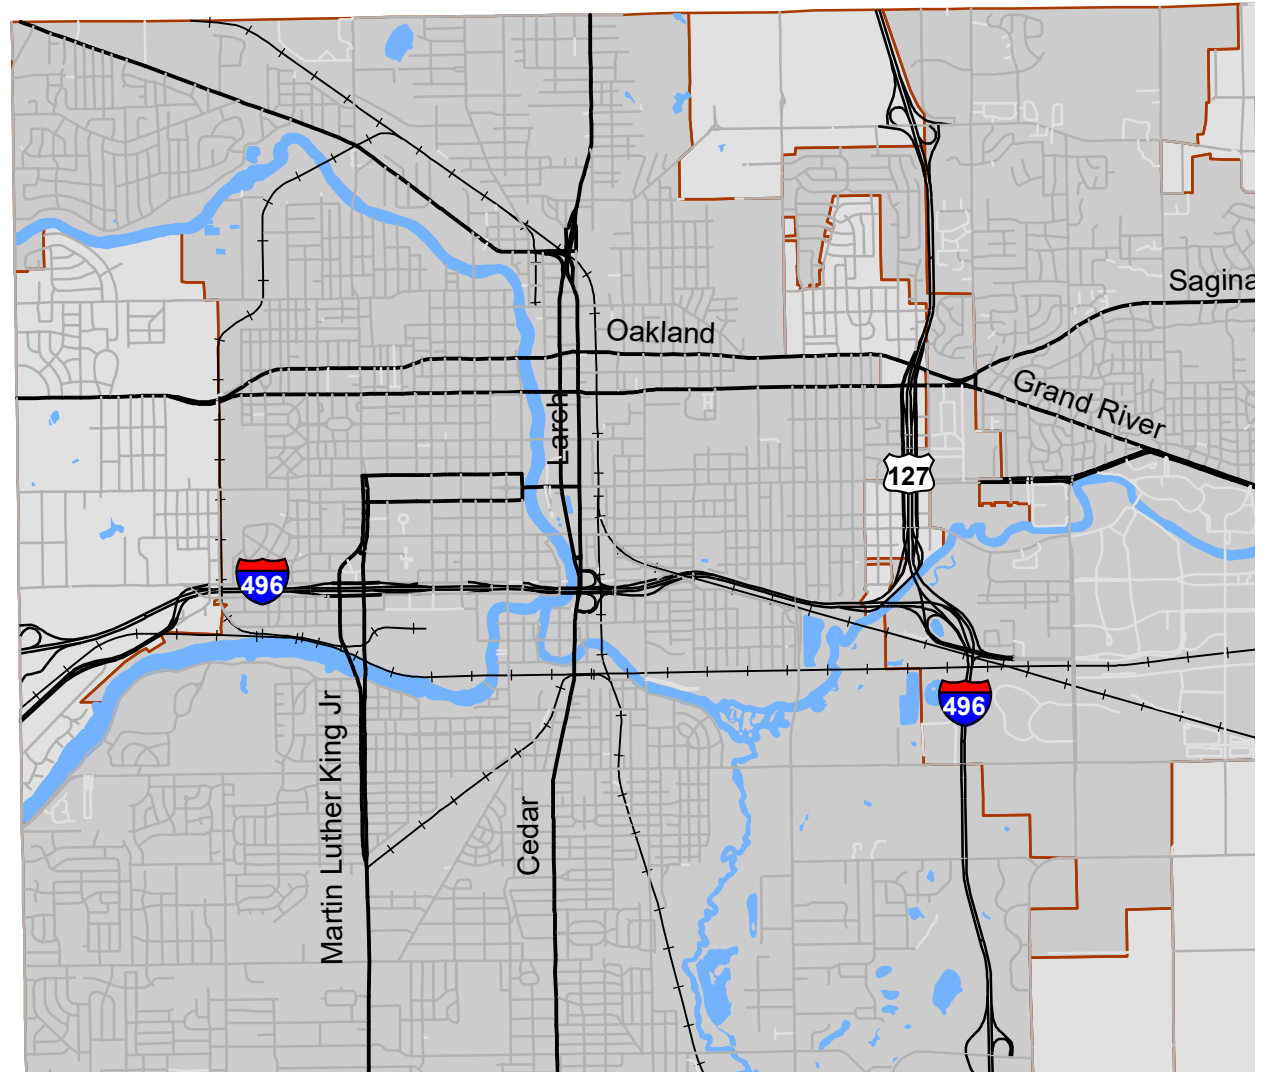 Sagina
Oakland
Grand River
Larch
127
496
496
Martin Luther King Jr
Cedar